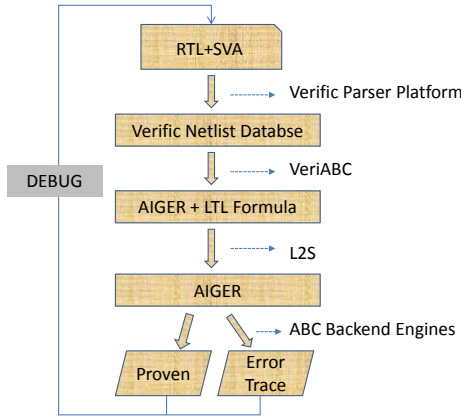 RTL+SVA
Verific Parser Platform
Verific Netlist Databse
VeriABC
DEBUG
AIGER + LTL Formula
L2S
AIGER
ABC Backend Engines
Proven
Error
Trace